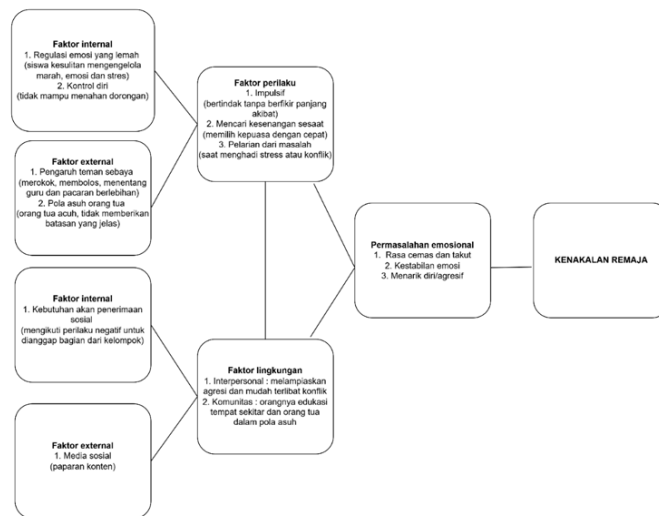 Faktor internal
1. Regulasi emosi yang lemah
(siswa kesulitan mengengelola
marah, emosi dan stres)
2. Kontrol diri
(tidak mampu menahan dorongan)
Faktor external
1. Pengaruh teman sebaya
(merokok, membolos, menentang
guru dan pacaran berlebihan)
2. Pola asuh orang tua
(orang tua acuh, tidak memberikan
batasan yang jelas)
Faktor internal
1. Kebutuhan akan penerimaan
sosial
(mengikuti perilaku negatif untuk
dianggap bagian dari kelompok)
Faktor external
1. Media sosial
(paparan konten)
Faktor perilaku
1. Impulsif
(bertindak tanpa berfikir panjang
akibat)
2. Mencari kesenangan sesaat
(memilih kepuasa dengan cepat)
3. Pelarian dari masalah
(saat menghadi stress atau konflik)
Faktor lingkungan
1. Interpersonal : melampiaskan
agresi dan mudah terlibat konflik
2. Komunitas : orangnya edukasi
tempat sekitar dan orang tua
dalam pola asuh
Permasalahan emosional
1. Rasa cemas dan takut
2. Kestabilan emosi
3. Menarik diri/agresif
KENAKALAN REMAJA